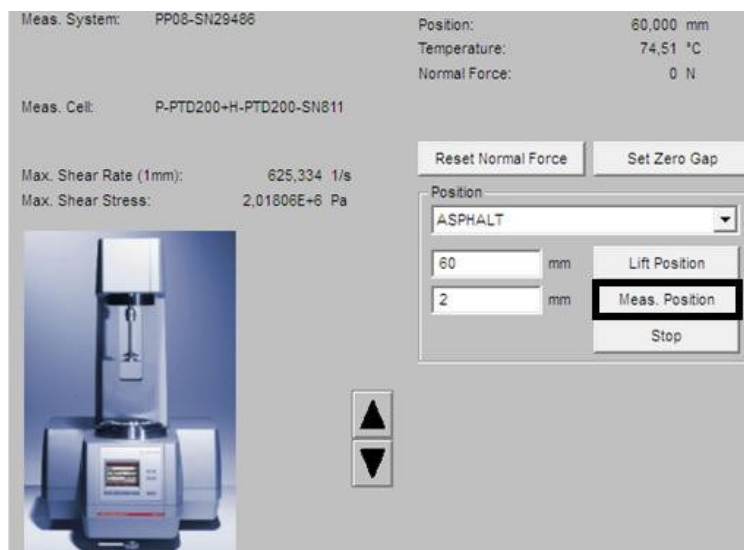 Meas. System: PP08-SN29486
Position: 60,000 mm
Temperature: 74,51 °C
Normal Force: 0 N
Meas. Cell: P-PTD200+H-PTD200-SN811
Reset Normal Force Set Zero Gap
Max. Shear Rate (1mm): 625,334 1/s
Max. Shear Stress: 2,01806E+6 Pa
Position
ASPHALT
60 mm Lift Position
2 mm Meas. Position
Stop